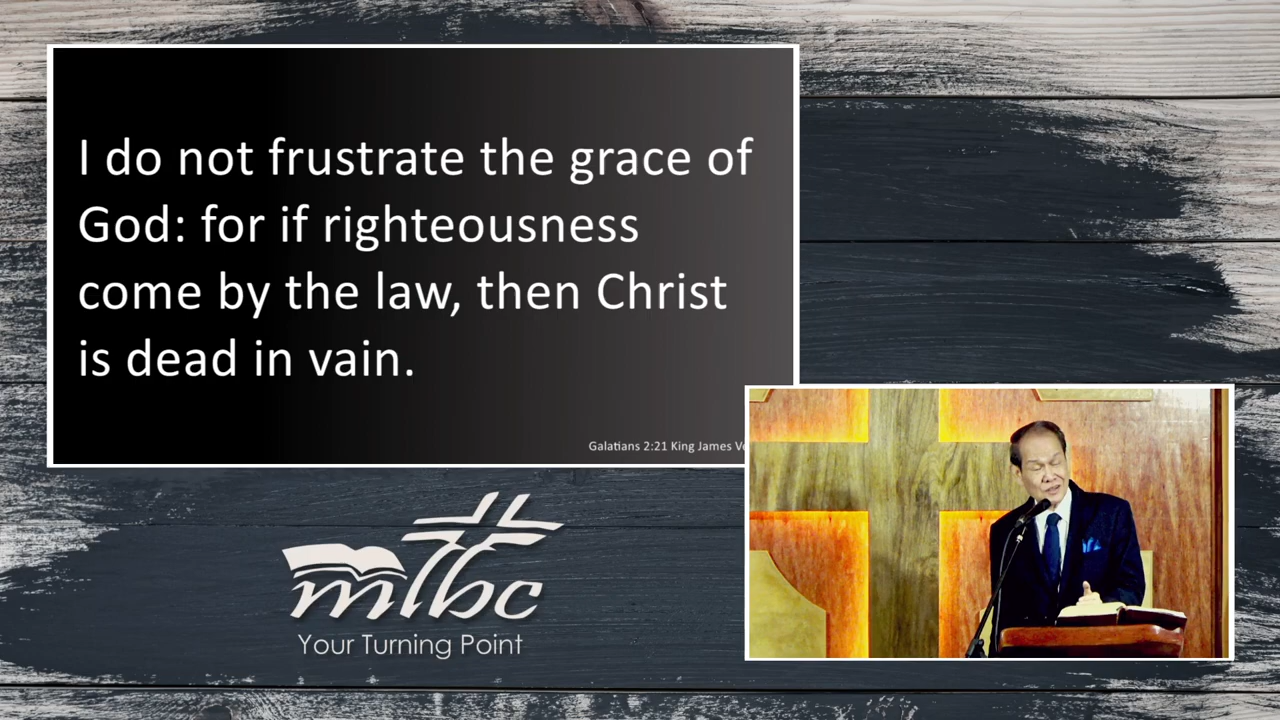 I do not frustrate the grace of
God: for if righteousness
come by the law, then Christ
is dead in vain.
Galatians 2:21 King James
mlbc
Your Turning Point